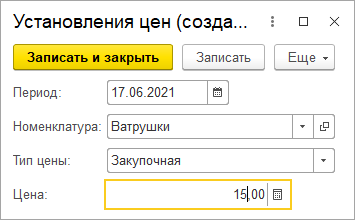 Установления цен (созда...
Записать и закрыть Записать Еще
Период: 17.06.2021
Номенклатура: Ватрушки
Тип цены: Закупочная
Цена: 15,00